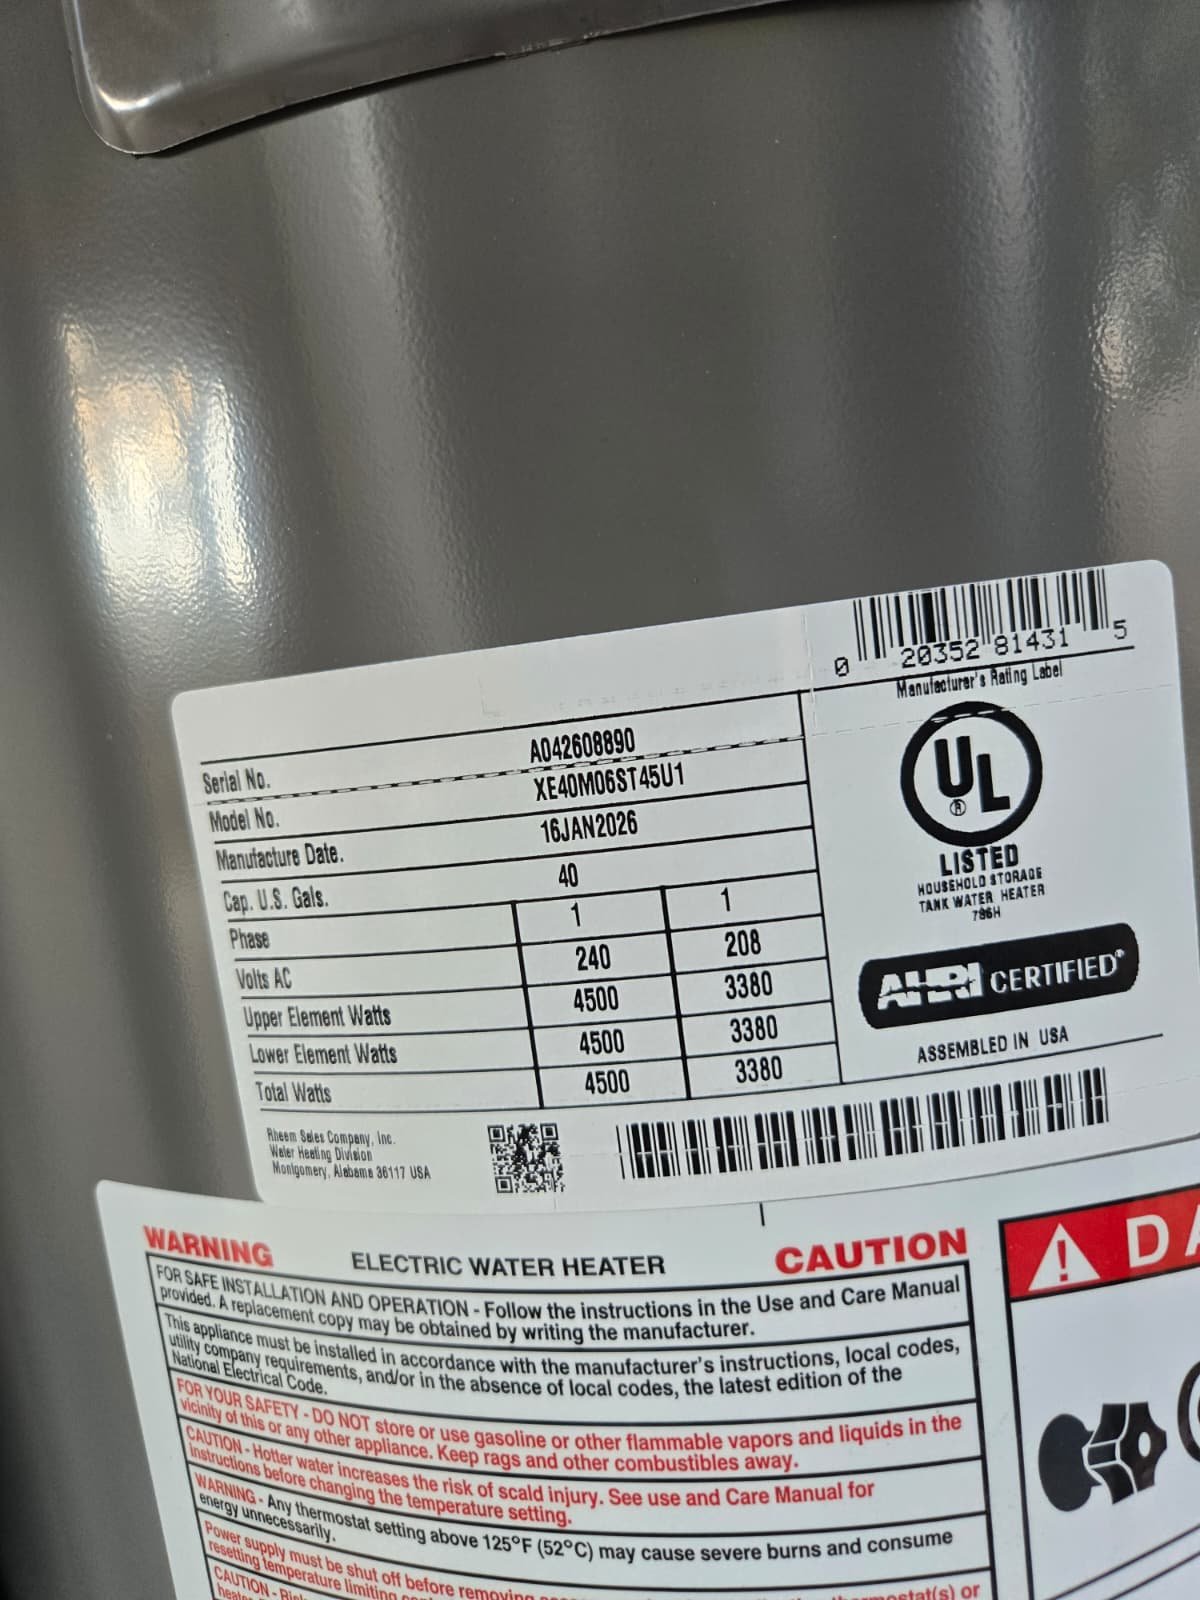 0 20352 81431 5
Manufacturer's Rating Label
Serial No. A042608890
Model No. XE40M06ST45U1
Manufacture Date. 16JAN2026
Cap. U.S. Gals. 40
Phase 1 1
Volts AC 240 208
Upper Element Watts 4500 3380
Lower Element Watts 4500 3380
Total Watts 4500 3380
UL
®
LISTED
HOUSEHOLD STORAGE
TANK WATER HEATER
796H
AHRI CERTIFIED®
ASSEMBLED IN USA
Rheem Sales Company, Inc.
Water Heating Division
Montgomery, Alabama 36117 USA
WARNING ELECTRIC WATER HEATER CAUTION
FOR SAFE INSTALLATION AND OPERATION - Follow the instructions in the Use and Care Manual
provided. A replacement copy may be obtained by writing the manufacturer.
This appliance must be installed in accordance with the manufacturer's instructions, local codes,
utility company requirements, and/or in the absence of local codes, the latest edition of the
National Electrical Code.
FOR YOUR SAFETY - DO NOT store or use gasoline or other flammable vapors and liquids in the
vicinity of this or any other appliance. Keep rags and other combustibles away.
CAUTION - Hotter water increases the risk of scald injury. See use and Care Manual for
instructions before changing the temperature setting.
WARNING - Any thermostat setting above 125°F (52°C) may cause severe burns and consume
energy unnecessarily.
Power supply must be shut off before removing
resetting temperature limiting
CAUTION -
DA